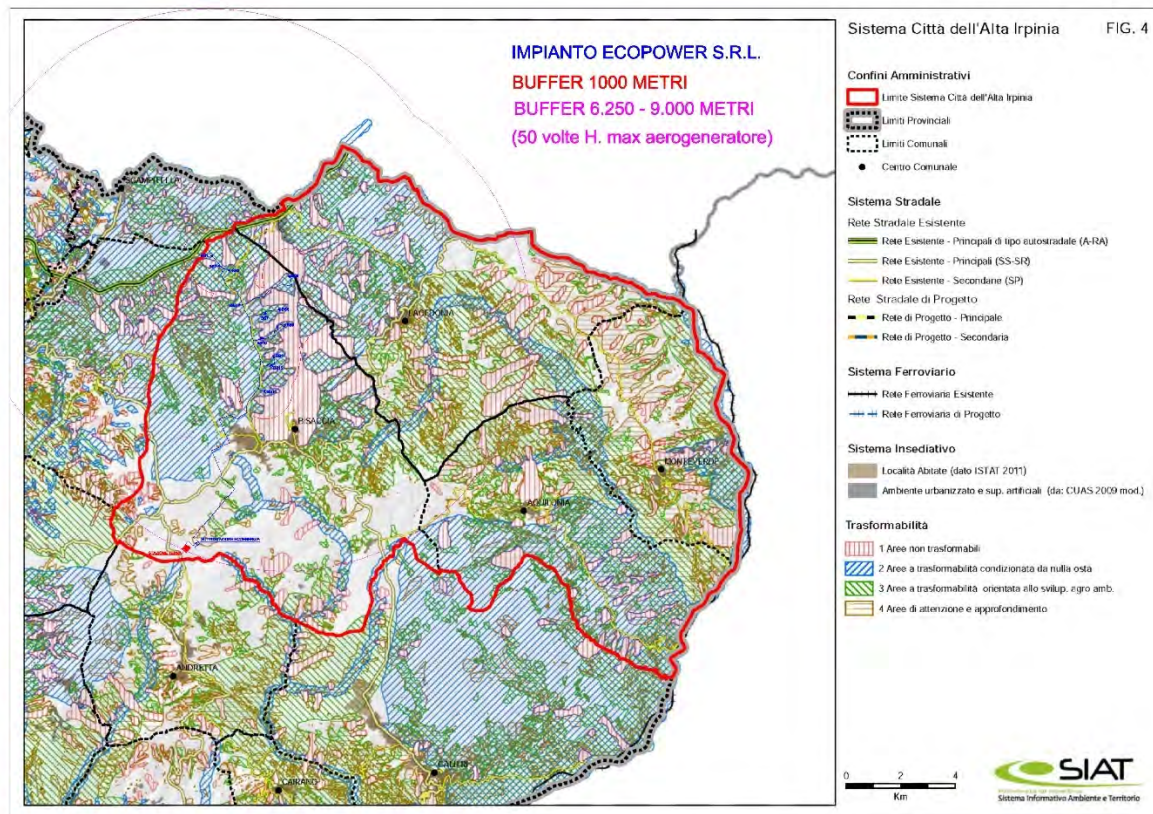 Sistema Città dell'Alta Irpinia FIG. 4
IMPIANTO ECOPOWER S.R.L.
BUFFER 1000 METRI
BUFFER 6.250 - 9.000 METRI
(50 volte H. max aerogeneratore)
Confini Amministrativi
Limite Sistema Città dell'Alta Irpinia
Limiti Provinciali
Limiti Comunali
Centro Comunale
Sistema Stradale
Rete Stradale Esistente
Rete Esistente - Principali di tipo autostradale (A-RA)
Rete Esistente - Principali (SS-SR)
Rete Esistente - Secondarie (SP)
Rete Stradale di Progetto
Rete di Progetto - Principale
Rete di Progetto - Secondaria
Sistema Ferroviario
Rete Ferroviaria Esistente
Rete Ferroviaria di Progetto
Sistema Insediativo
Località Abitate (dato ISTAT 2011)
Ambiente urbanizzato e sup. artificiali (da: CUAS 2009 mod.)
Trasformabilità
1 Aree non trasformabili
2 Aree a trasformabilità condizionata da nulla osta
3 Aree a trasformabilità orientata allo svilup. agro amb.
4 Aree di attenzione e approfondimento
SCAMPITELLA
LACEDONIA
BISACCIA
MONTEVERDE
AQUILONIA
ANDRETTA
CALITRI
CAIRANO
0 2 4
Km
SIAT
Sistema Informativo Ambiente e Territorio